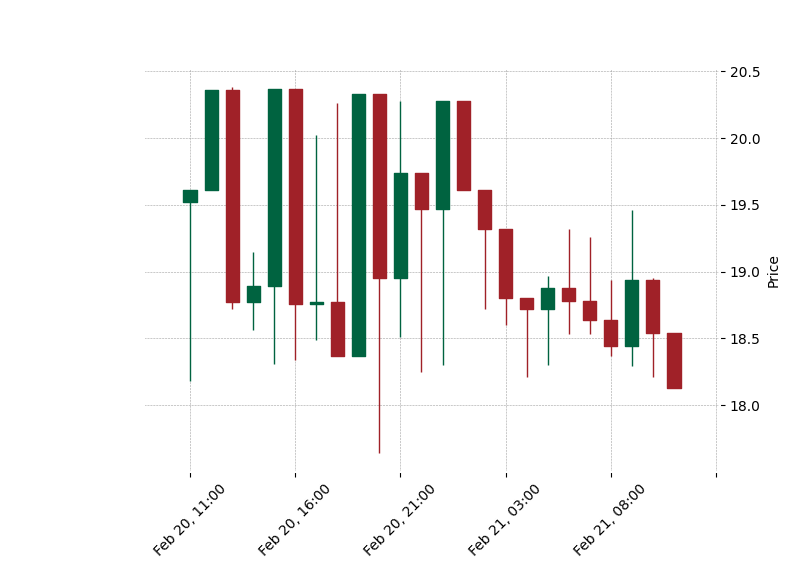 20.5
20.0
19.5
19.0
18.5
18.0
Price
Feb 20, 11:00
Feb 20, 16:00
Feb 20, 21:00
Feb 21, 03:00
Feb 21, 08:00